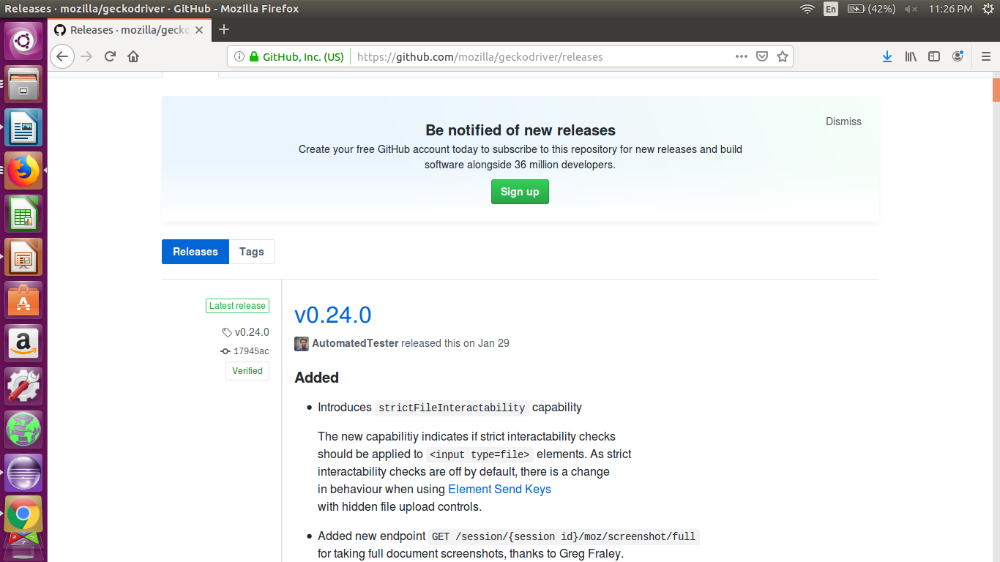 Releases · mozilla/geckodriver · GitHub - Mozilla Firefox
En (42%) 11:26 PM
Releases · mozilla/gecko
GitHub, Inc. (US) https://github.com/mozilla/geckodriver/releases
Be notified of new releases
Dismiss
Create your free GitHub account today to subscribe to this repository for new releases and build
software alongside 36 million developers.
Sign up
Releases Tags
Latest release
v0.24.0
17945ac
Verified
v0.24.0
AutomatedTester released this on Jan 29
Added
Introduces strictFileInteractability capability
The new capabilitiy indicates if strict interactability checks
should be applied to <input type=file> elements. As strict
interactability checks are off by default, there is a change
in behaviour when using Element Send Keys
with hidden file upload controls.
Added new endpoint GET /session/{session id}/moz/screenshot/full
for taking full document screenshots, thanks to Greg Fraley.